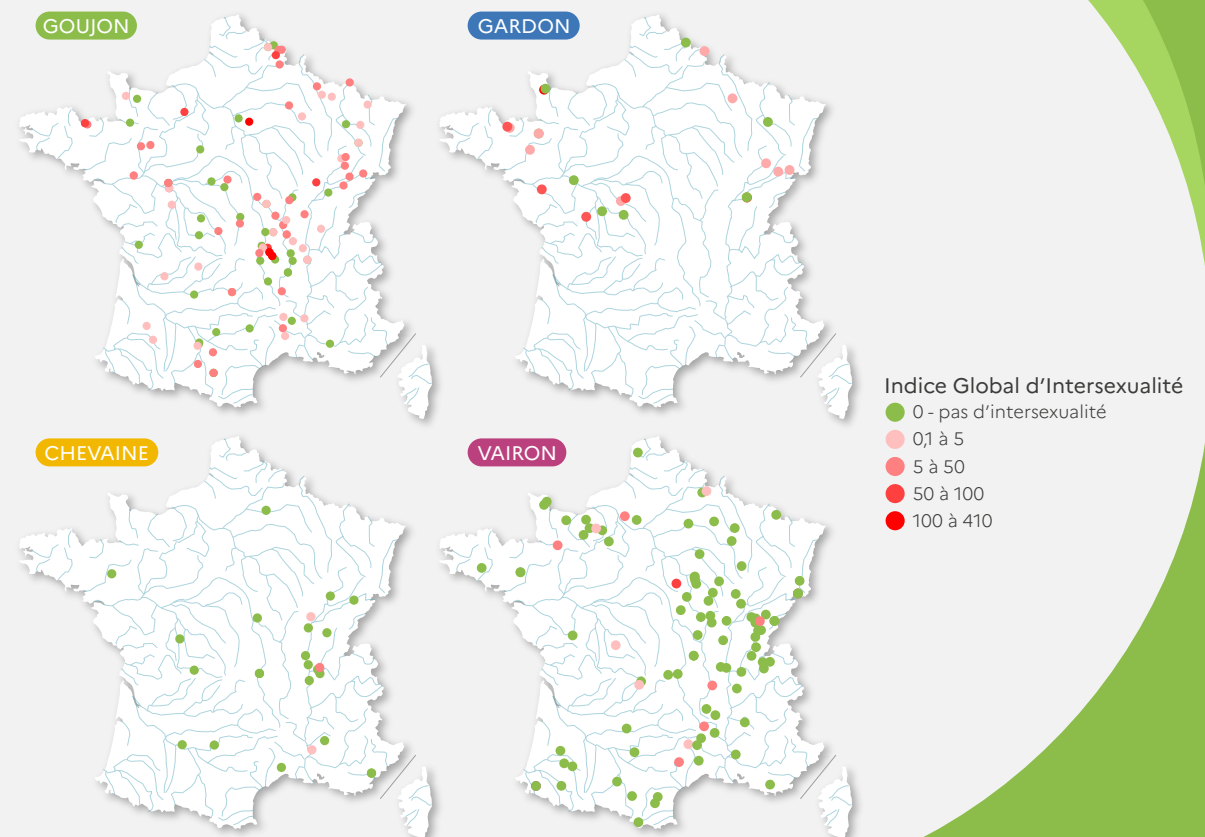 GOUJON
GARDON
CHEVAINE
VAIRON
Indice Global d'Intersexualité
0 - pas d'intersexualité
0,1 à 5
5 à 50
50 à 100
100 à 410